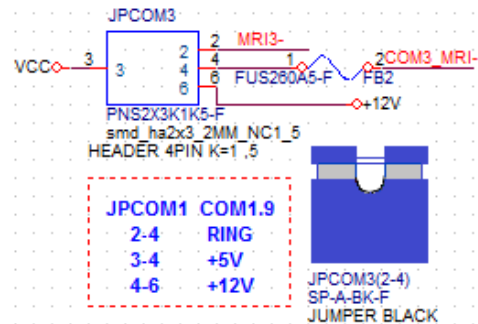 JPCOM3
2 MRI3-
VCC 3 3 2 4 1 2 COM3_MRI-
4 6 FUS260A5-F FB2
6 +12V
PNS2X3K1K5-F
smd_ha2x3_2MM_NC1_5
HEADER 4PIN K=1 ,5
JPCOM1 COM1.9
2-4 RING
3-4 +5V
4-6 +12V
JPCOM3(2-4)
SP-A-BK-F
JUMPER BLACK